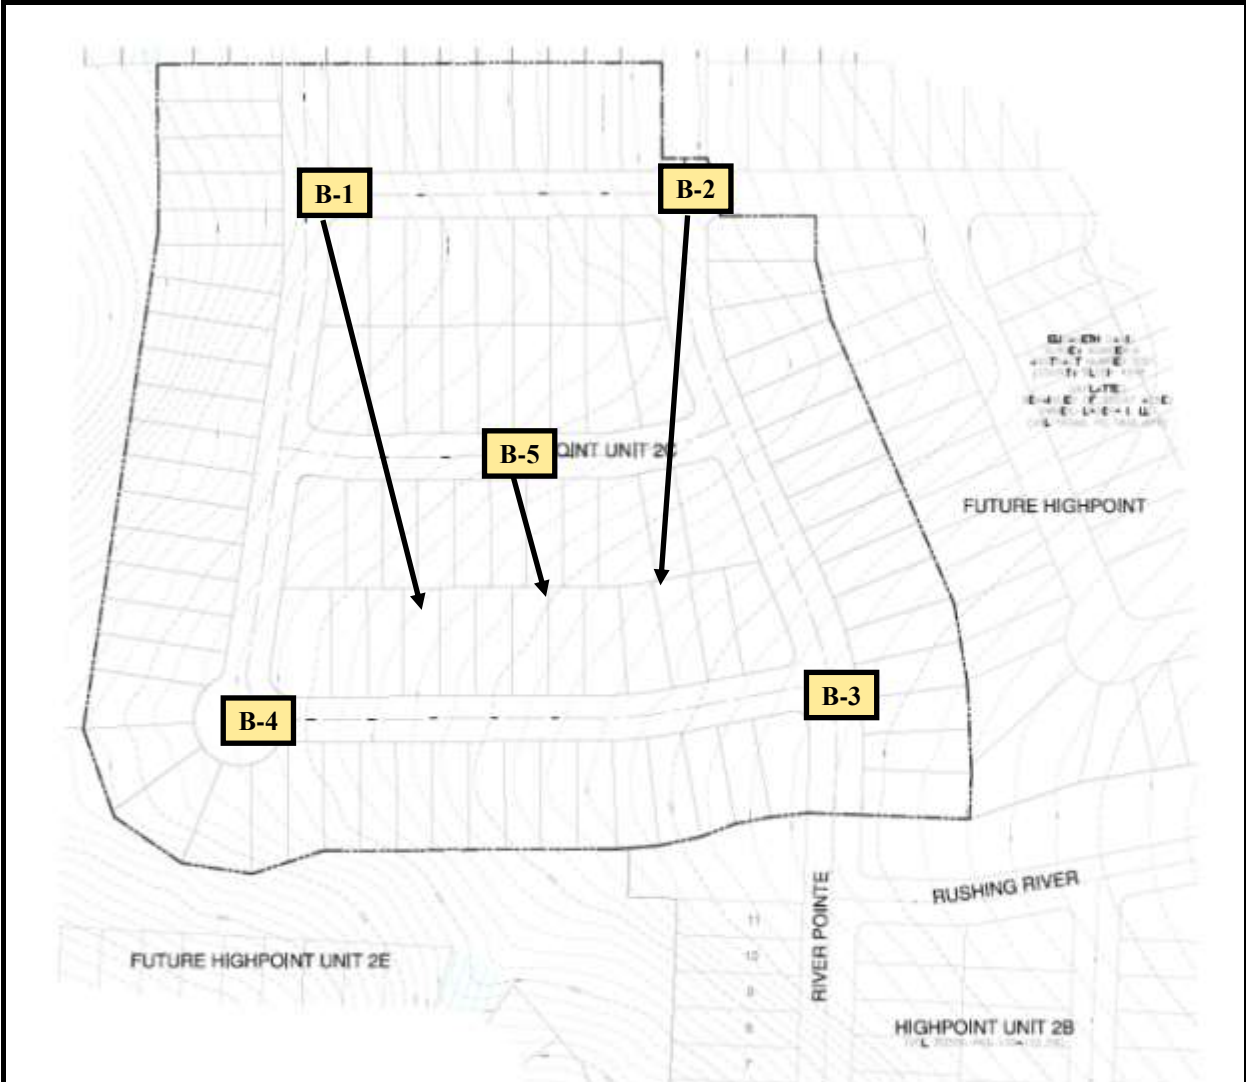 B-1
B-2
B-5
OINT UNIT 2C
FUTURE HIGHPOINT
B-3
B-4
RUSHING RIVER
RIVER POINTE
11
10
9
8
7
FUTURE HIGHPOINT UNIT 2E
HIGHPOINT UNIT 2B